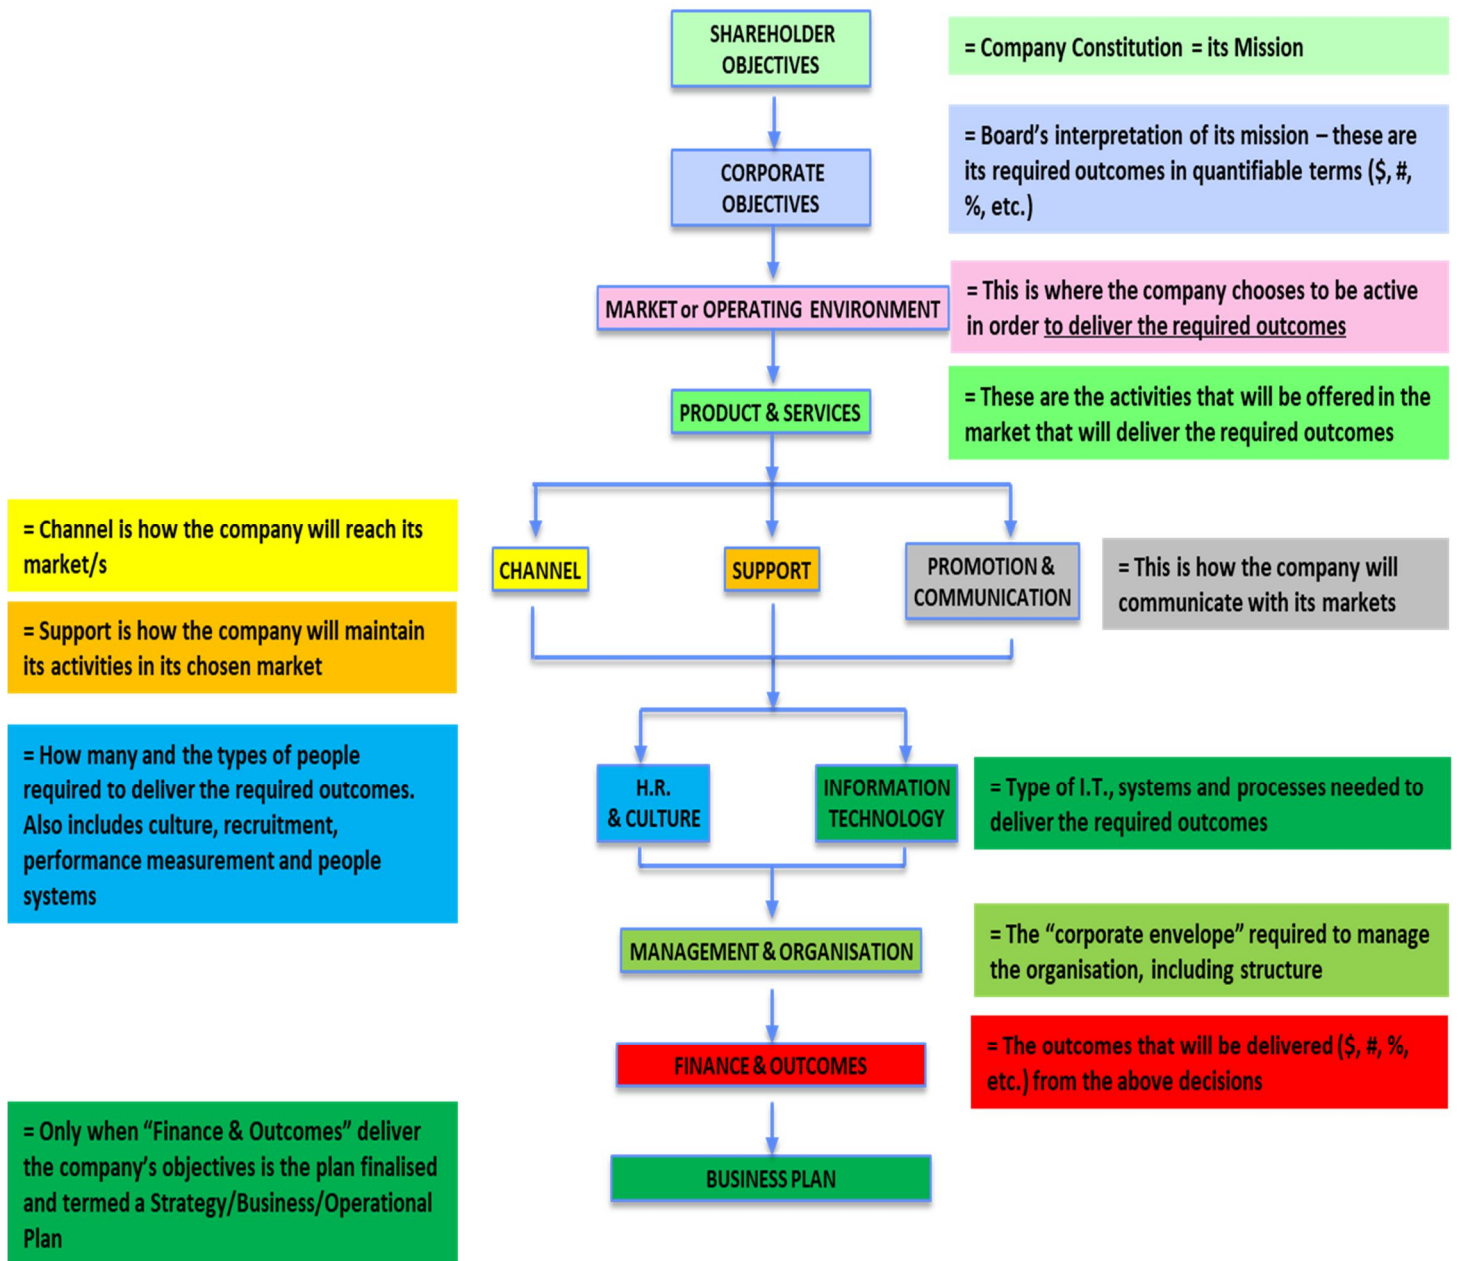 SHAREHOLDER
OBJECTIVES
= Company Constitution = its Mission
CORPORATE
OBJECTIVES
= Board’s interpretation of its mission – these are
its required outcomes in quantifiable terms ($, #,
%, etc.)
MARKET or OPERATING ENVIRONMENT
= This is where the company chooses to be active
in order to deliver the required outcomes
PRODUCT & SERVICES
= These are the activities that will be offered in the
market that will deliver the required outcomes
= Channel is how the company will reach its
market/s
CHANNEL
SUPPORT
PROMOTION &
COMMUNICATION
= This is how the company will
communicate with its markets
= Support is how the company will maintain
its activities in its chosen market
= How many and the types of people
required to deliver the required outcomes.
Also includes culture, recruitment,
performance measurement and people
systems
H.R.
& CULTURE
INFORMATION
TECHNOLOGY
= Type of I.T., systems and processes needed to
deliver the required outcomes
MANAGEMENT & ORGANISATION
= The “corporate envelope” required to manage
the organisation, including structure
FINANCE & OUTCOMES
= The outcomes that will be delivered ($, #, %,
etc.) from the above decisions
= Only when “Finance & Outcomes” deliver
the company’s objectives is the plan finalised
and termed a Strategy/Business/Operational
Plan
BUSINESS PLAN